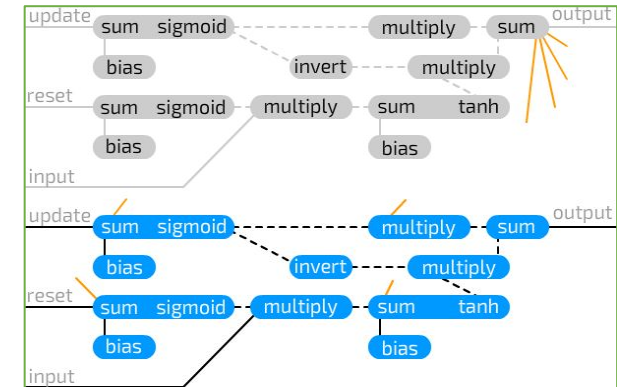 update sum sigmoid multiply sum output
bias invert multiply
reset sum sigmoid multiply sum tanh
bias bias
input
update sum sigmoid multiply sum output
bias invert multiply
reset sum sigmoid multiply sum tanh
bias bias
input